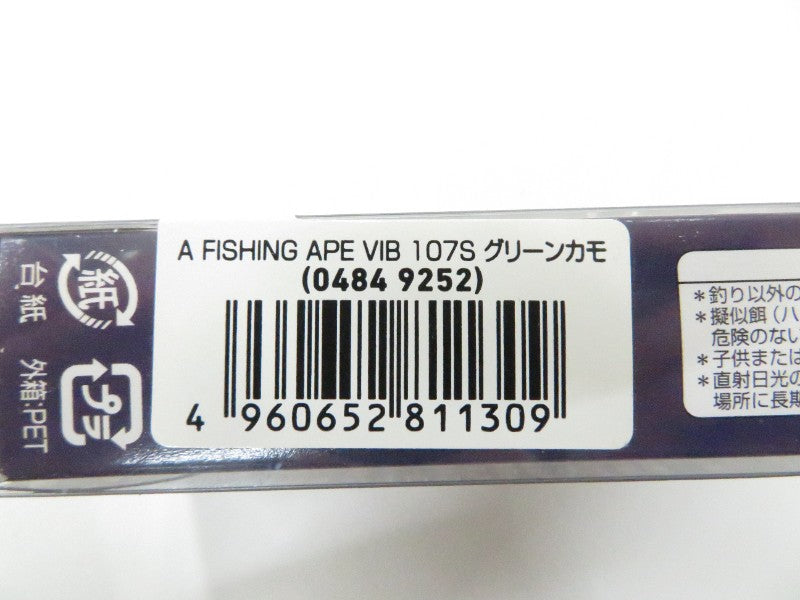 A FISHING APE VIB 107S グリーンカモ
(0484 9252)
4 960652 811309
紙
台紙
プラ
外箱:PET
*釣り以外の
*擬似餌(ハ
危険のない
*子供または
*直射日光の
場所に長期